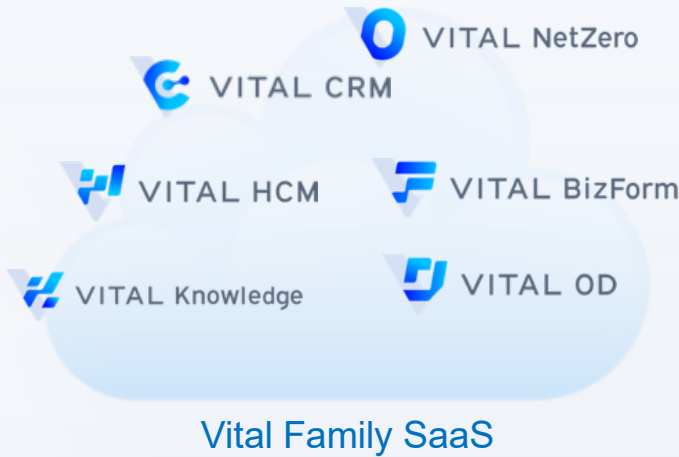 VITAL NetZero
VITAL CRM
VITAL HCM
VITAL BizForm
VITAL Knowledge
VITAL OD
Vital Family SaaS